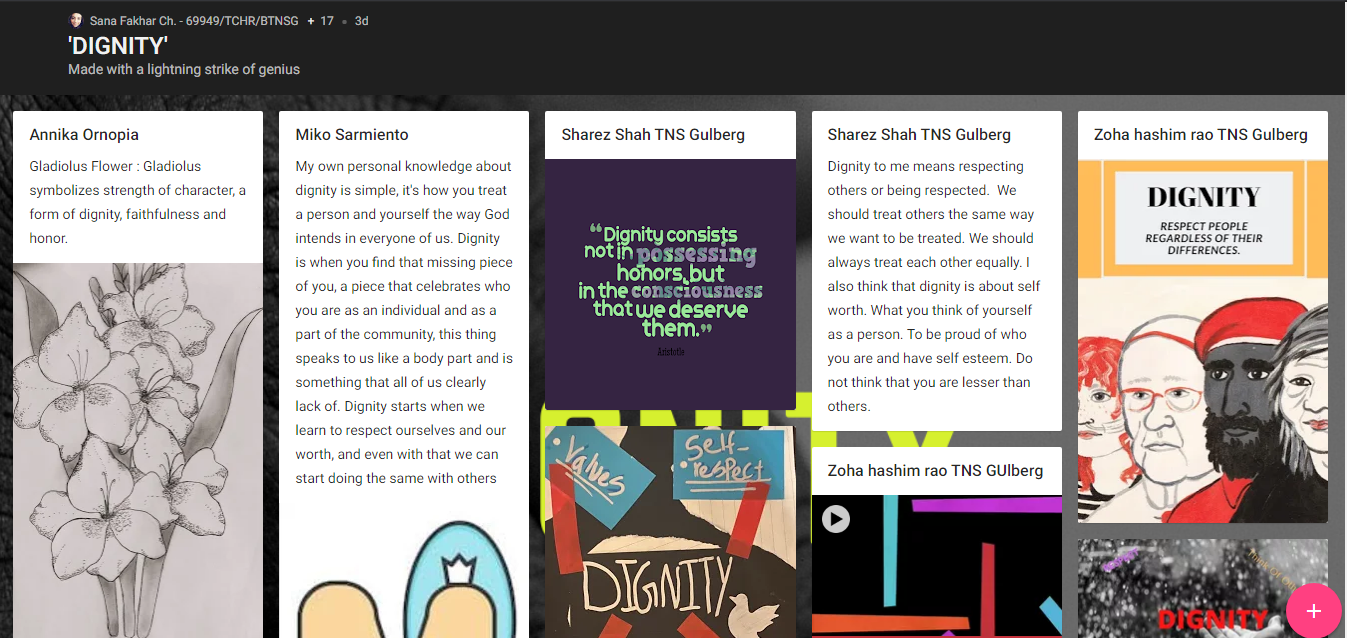 Sana Fakhar Ch. - 69949/TCHR/BTNSG + 17 • 3d
'DIGNITY'
Made with a lightning strike of genius
Annika Ornopia
Gladiolus Flower : Gladiolus
symbolizes strength of character, a
form of dignity, faithfulness and
honor.
Miko Sarmiento
My own personal knowledge about
dignity is simple, it's how you treat
a person and yourself the way God
intends in everyone of us. Dignity
is when you find that missing piece
of you, a piece that celebrates who
you are as an individual and as a
part of the community, this thing
speaks to us like a body part and is
something that all of us clearly
lack of. Dignity starts when we
learn to respect ourselves and our
worth, and even with that we can
start doing the same with others
Sharez Shah TNS Gulberg
“Dignity consists
not in possessing
honors, but
in the consciousness
that we deserve
them.”
Aristotle
Values
Self-
respect
DIGNITY
Sharez Shah TNS Gulberg
Dignity to me means respecting
others or being respected.  We
should treat others the same way
we want to be treated. We should
always treat each other equally. I
also think that dignity is about self
worth. What you think of yourself
as a person. To be proud of who
you are and have self esteem. Do
not think that you are lesser than
others.
Zoha hashim rao TNS GUlberg
Zoha hashim rao TNS Gulberg
DIGNITY
RESPECT PEOPLE
REGARDLESS OF THEIR
DIFFERENCES.
DIGNITY